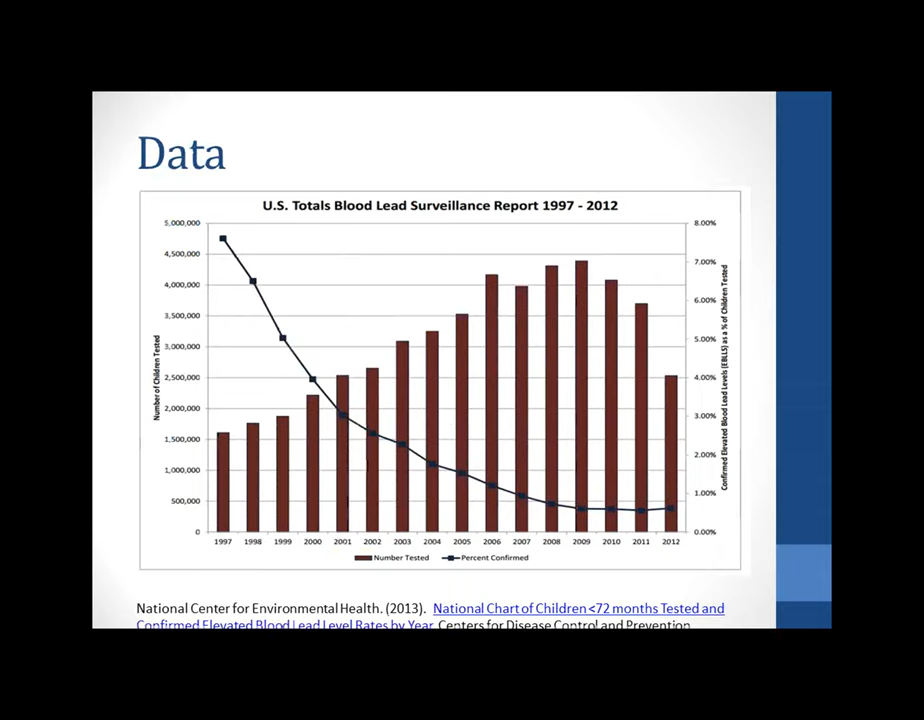 Data
U.S. Totals Blood Lead Surveillance Report 1997 - 2012
5,000,000
4,500,000
4,000,000
3,500,000
3,000,000
2,500,000
2,000,000
1,500,000
1,000,000
500,000
0
Number of Children Tested
8.00%
7.00%
6.00%
5.00%
4.00%
3.00%
2.00%
1.00%
0.00%
Confirmed Elevated Blood Lead Levels (EBLLS) as a % of Children Tested
1997 1998 1999 2000 2001 2002 2003 2004 2005 2006 2007 2008 2009 2010 2011 2012
Number Tested Percent Confirmed
National Center for Environmental Health. (2013). National Chart of Children <72 months Tested and
Confirmed Elevated Blood Lead Level Rates by Year. Centers for Disease Control and Prevention